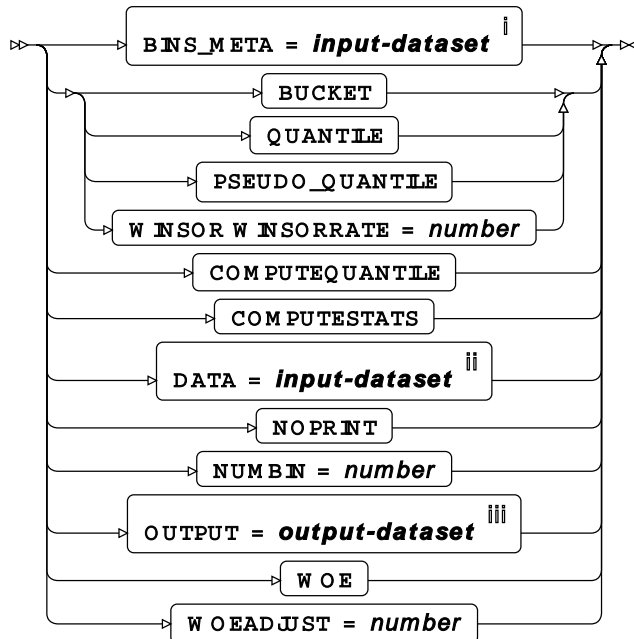 BINS_META = input-dataset i
BUCKET
QUANTILE
PSEUDO_QUANTILE
WINSOR WINSORRATE = number
COMPUTEQUANTILE
COMPUTESTATS
DATA = input-dataset ii
NOPRINT
NUMBIN = number
OUTPUT = output-dataset iii
WOE
WOEADJUST = number